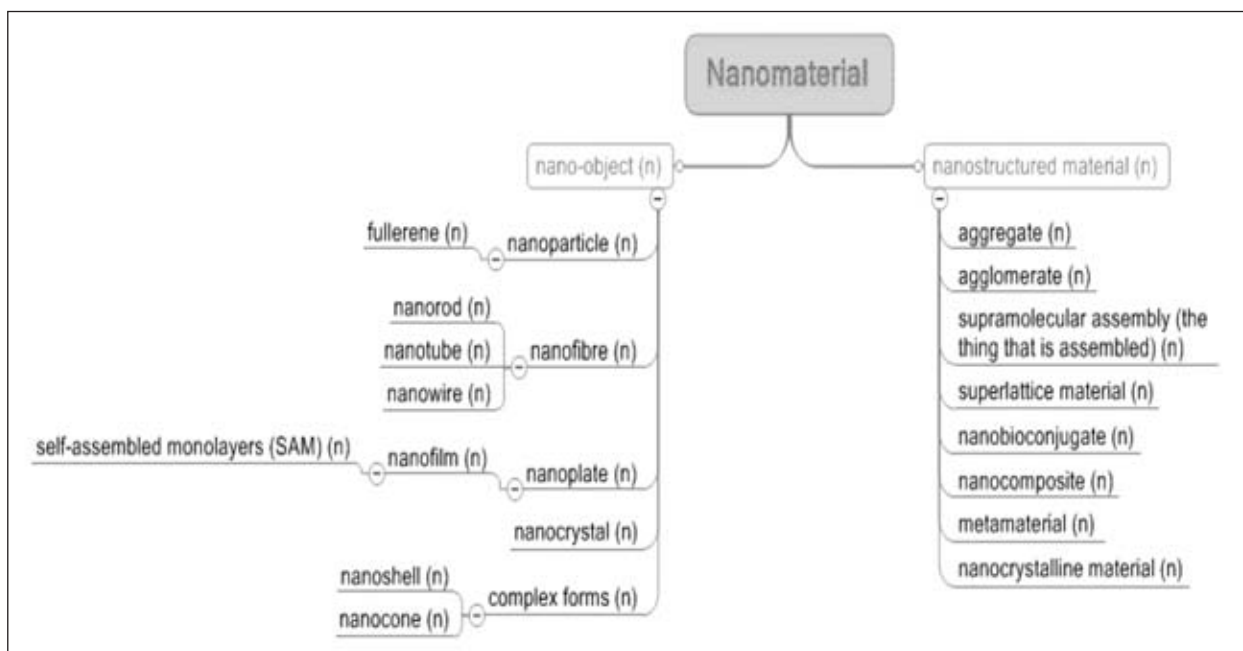 Nanomaterial
nano-object (n)
nanostructured material (n)
fullerene (n)
nanoparticle (n)
nanorod (n)
nanotube (n)
nanowire (n)
nanofibre (n)
self-assembled monolayers (SAM) (n)
nanofilm (n)
nanoplate (n)
nanocrystal (n)
nanoshell (n)
nanocone (n)
complex forms (n)
aggregate (n)
agglomerate (n)
supramolecular assembly (the
thing that is assembled) (n)
superlattice material (n)
nanobioconjugate (n)
nanocomposite (n)
metamaterial (n)
nanocrystalline material (n)